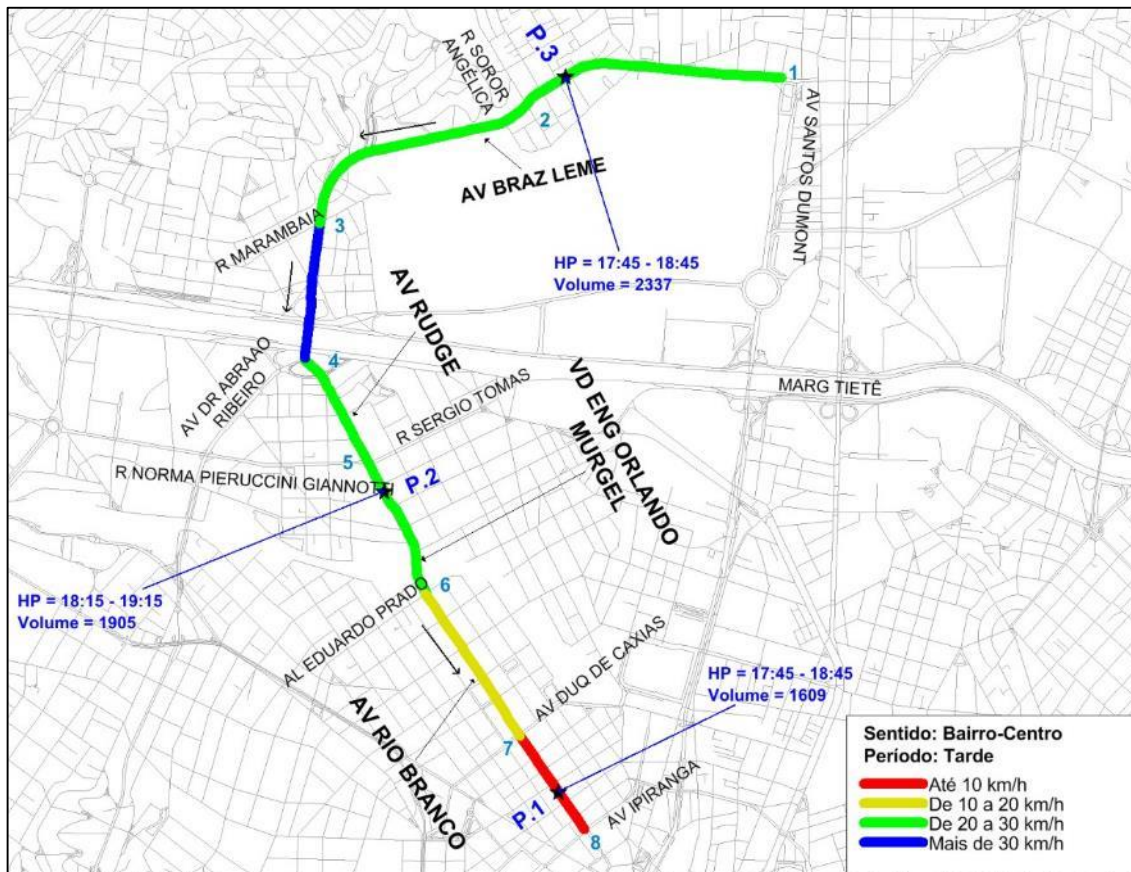 R SOROR
ANGÉLICA
P.3
1
2
AV SANTOS DUMONT
AV BRAZ LEME
R MARAMBAIA
3
HP = 17:45 - 18:45
Volume = 2337
AV RUDGE
4
AV DR ABRAAO
RIBEIRO
MARG TIETÊ
R SERGIO TOMAS
VD ENG ORLANDO
MURGEL
5
R NORMA PIERUCCINI GIANNOTTI
P.2
6
HP = 18:15 - 19:15
Volume = 1905
AL EDUARDO PRADO
AV DUQ DE CAXIAS
HP = 17:45 - 18:45
Volume = 1609
7
AV RIO BRANCO
P.1
AV IPIRANGA
8
Sentido: Bairro-Centro
Período: Tarde
Até 10 km/h
De 10 a 20 km/h
De 20 a 30 km/h
Mais de 30 km/h